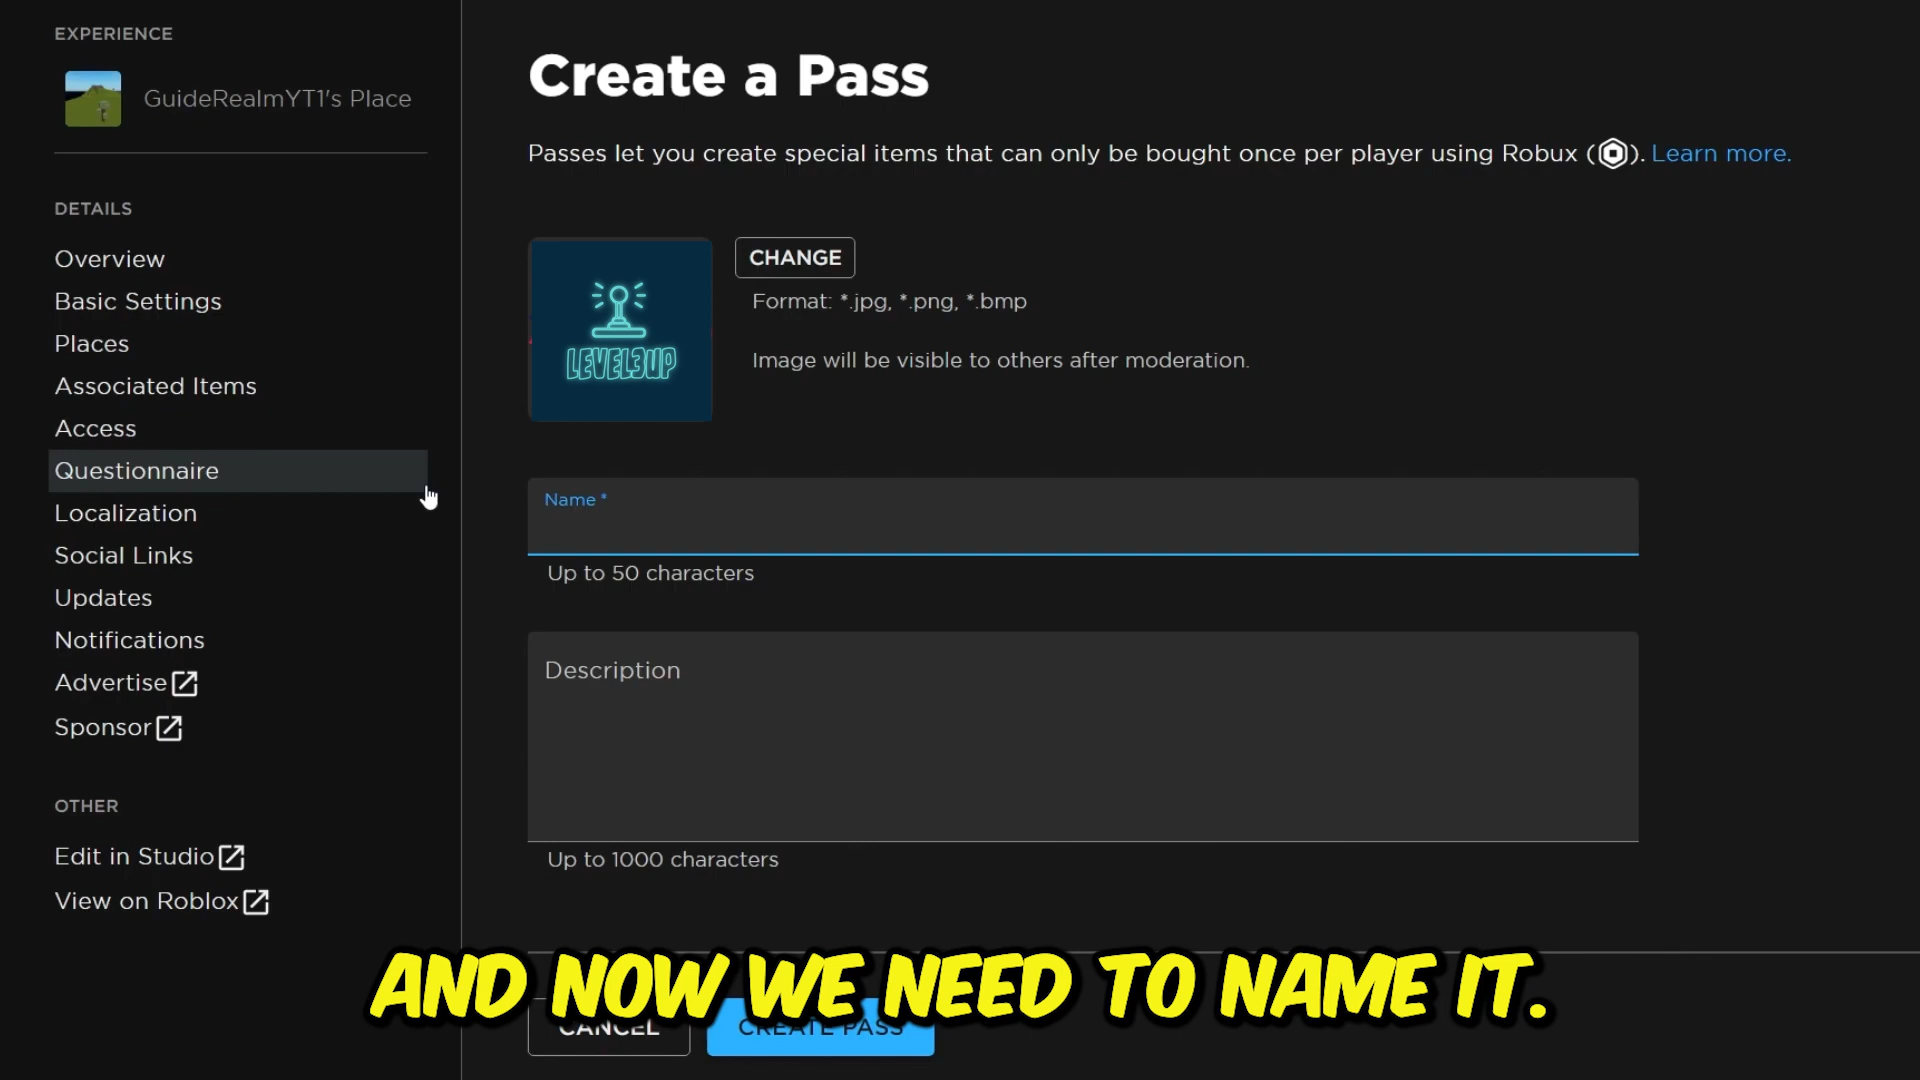 EXPERIENCE
GuideRealmYT1's Place
DETAILS
Overview
Basic Settings
Places
Associated Items
Access
Questionnaire
Localization
Social Links
Updates
Notifications
Advertise
Sponsor
OTHER
Edit in Studio
View on Roblox
Create a Pass
Passes let you create special items that can only be bought once per player using Robux ( ). Learn more.
LEVEL3UP
CHANGE
Format: *.jpg, *.png, *.bmp
Image will be visible to others after moderation.
Name *
Up to 50 characters
Description
Up to 1000 characters
AND NOW WE NEED TO NAME IT.
CANCEL
CREATE PASS